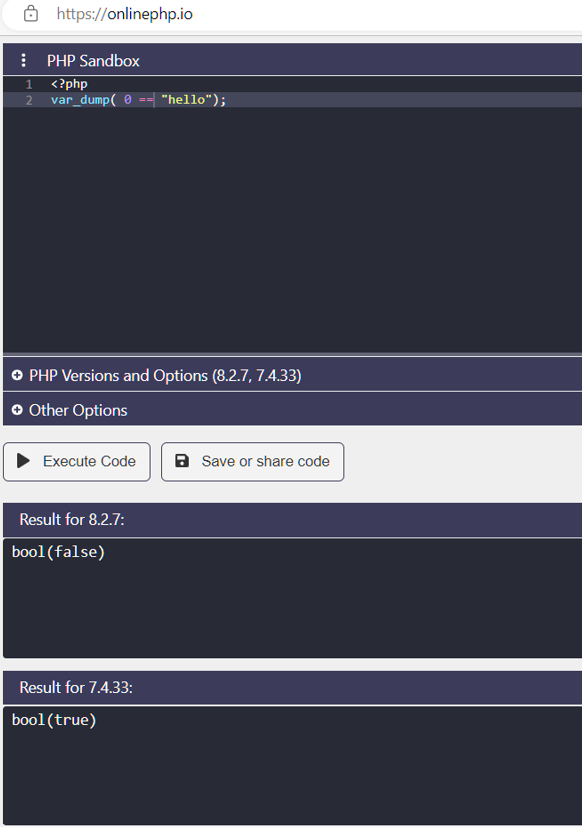 https://onlinephp.io
PHP Sandbox
1 <?php
2 var_dump( 0 == "hello");
PHP Versions and Options (8.2.7, 7.4.33)
Other Options
Execute Code Save or share code
Result for 8.2.7:
bool(false)
Result for 7.4.33:
bool(true)